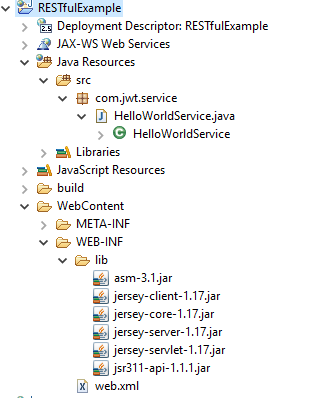 RESTfulExample
2.5 Deployment Descriptor: RESTfulExample
JAX-WS Web Services
Java Resources
src
com.jwt.service
J HelloWorldService.java
C HelloWorldService
Libraries
JavaScript Resources
build
WebContent
META-INF
WEB-INF
lib
asm-3.1.jar
jersey-client-1.17.jar
jersey-core-1.17.jar
jersey-server-1.17.jar
jersey-servlet-1.17.jar
jsr311-api-1.1.1.jar
web.xml